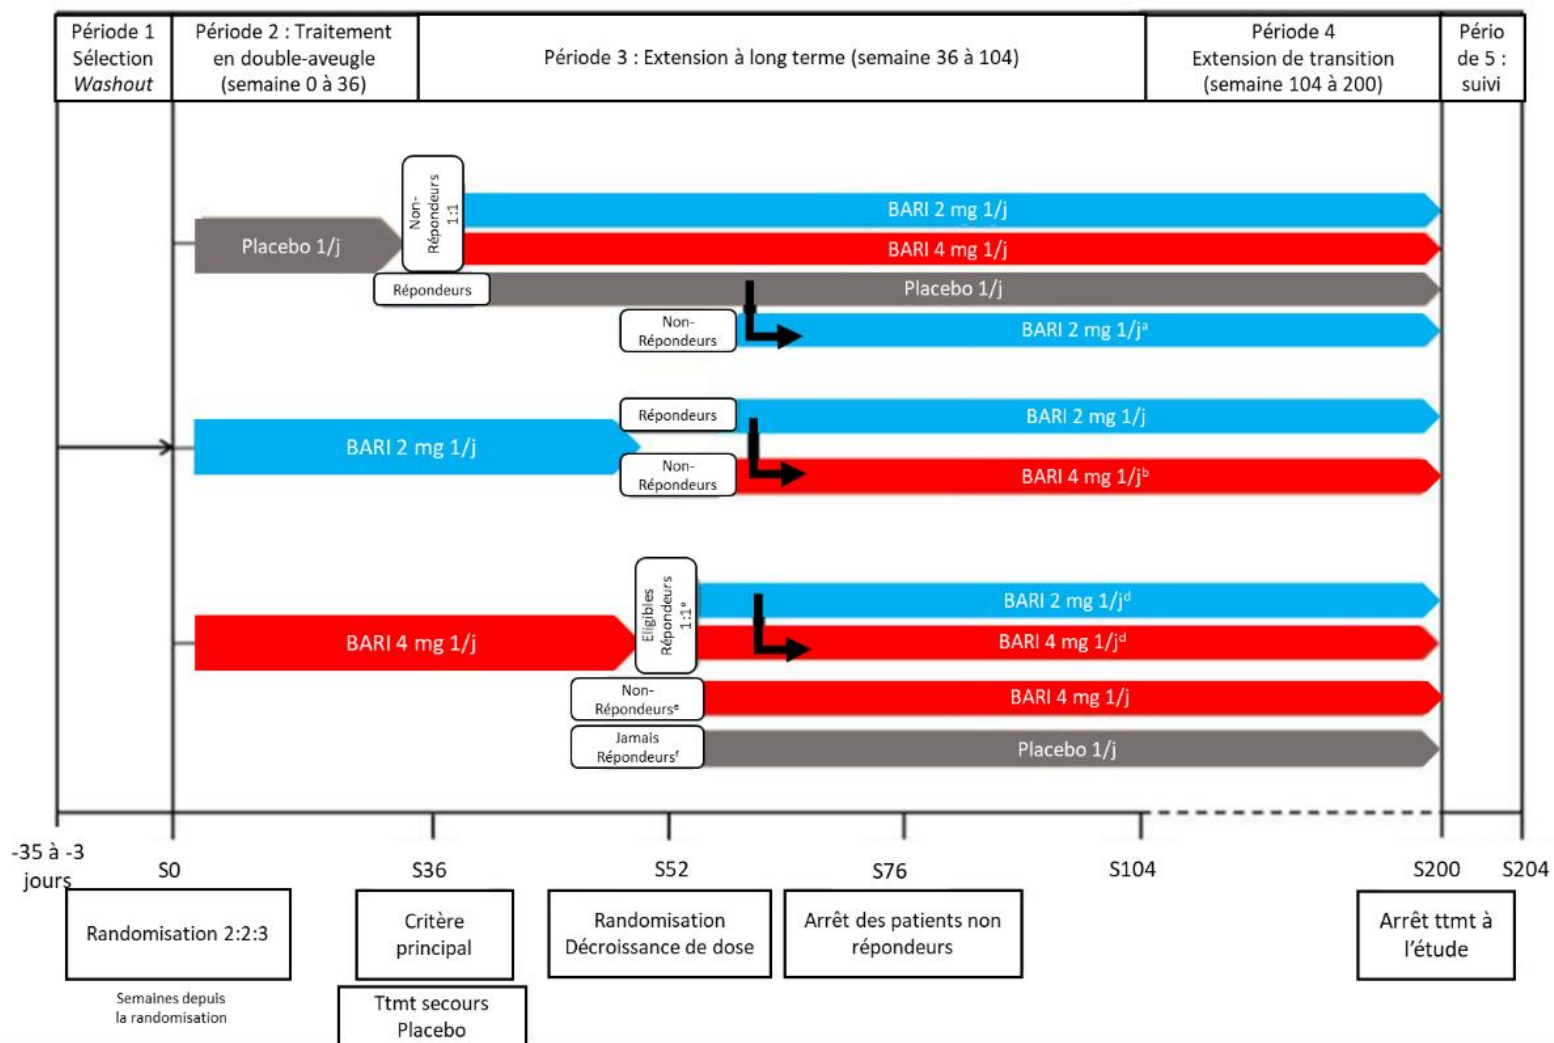 Période 1
Sélection
Washout
Période 2 : Traitement
en double-aveugle
(semaine 0 à 36)
Période 3 : Extension à long terme (semaine 36 à 104)
Période 4
Extension de transition
(semaine 104 à 200)
Pério
de 5 :
suivi
Placebo 1/j
Non-
Répondeurs
1:1
BARI 2 mg 1/j
BARI 4 mg 1/j
Répondeurs
Placebo 1/j
Non-
Répondeurs
BARI 2 mg 1/jᵃ
BARI 2 mg 1/j
Répondeurs
BARI 2 mg 1/j
Non-
Répondeurs
BARI 4 mg 1/jᵇ
BARI 4 mg 1/j
Eligibles
Répondeurs
1:1ᵉ
BARI 2 mg 1/jᵈ
BARI 4 mg 1/jᵈ
Non-
Répondeursᵉ
BARI 4 mg 1/j
Jamais
Répondeursᶠ
Placebo 1/j
-35 à -3
jours
S0
S36
S52
S76
S104
S200
S204
Randomisation 2:2:3
Semaines depuis
la randomisation
Critère
principal
Ttmt secours
Placebo
Randomisation
Décroissance de dose
Arrêt des patients non
répondeurs
Arrêt ttmt à
l'étude